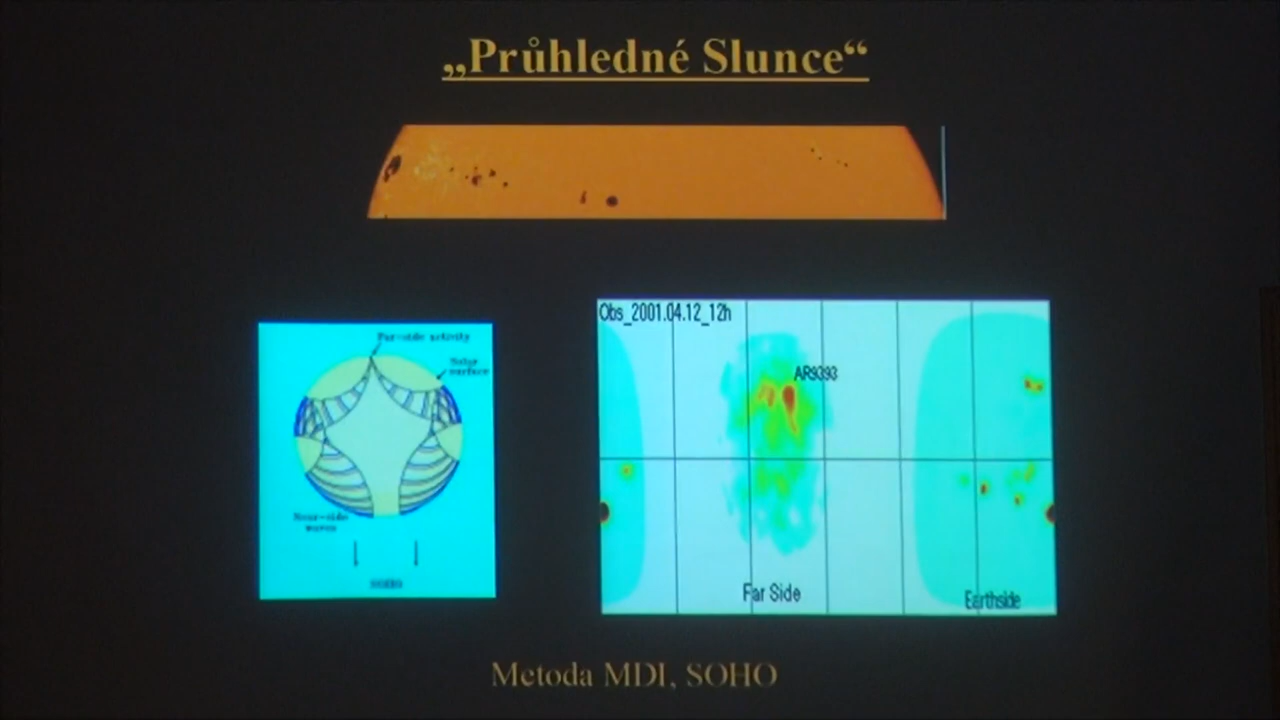 „Průhledné Slunce“
Far-side activity
Solar
surface
Near-side
waves
SOHO
Obs_2001.04.12_12h
AR9393
Far Side
Earthside
Metoda MDI, SOHO